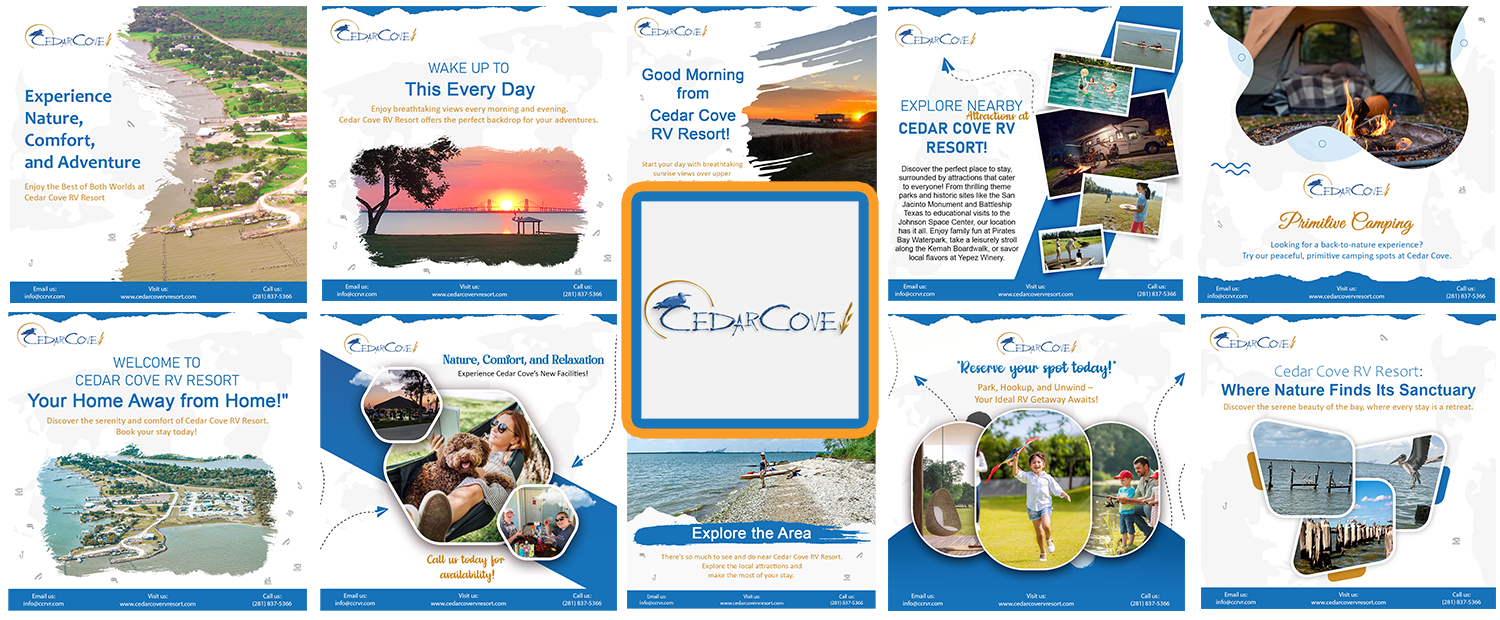 CEDARCOVE
Experience
Nature,
Comfort,
and Adventure
Enjoy the Best of Both Worlds at
Cedar Cove RV Resort
Email us:
info@ccrvr.com
Visit us:
www.cedarcovervresort.com
Call us:
(281) 837-5366
CEDARCOVE
WAKE UP TO
This Every Day
Enjoy breathtaking views every morning and evening.
Cedar Cove RV Resort offers the perfect backdrop for your adventures.
Email us:
info@ccrvr.com
Visit us:
www.cedarcovervresort.com
Call us:
(281) 837-5366
CEDARCOVE
Good Morning
from
Cedar Cove
RV Resort!
Start your day with breathtaking
sunrise views over upper
CEDARCOVE
EXPLORE NEARBY
Attractions at
CEDAR COVE RV
RESORT!
Discover the perfect place to stay,
surrounded by attractions that cater
to everyone! From thrilling theme
parks and historic sites like the San
Jacinto Monument and Battleship
Texas to educational visits to the
Johnson Space Center, our location
has it all. Enjoy family fun at Pirates
Bay Waterpark, take a leisurely stroll
along the Kemah Boardwalk, or savor
local flavors at Yepez Winery.
Email us:
info@ccrvr.com
Visit us:
www.cedarcovervresort.com
Call us:
(281) 837-5366
CEDARCOVE
Primitive Camping
Looking for a back-to-nature experience?
Try our peaceful, primitive camping spots at Cedar Cove.
Email us:
info@ccrvr.com
Visit us:
www.cedarcovervresort.com
Call us:
(281) 837-5366
CEDARCOVE
CEDARCOVE
WELCOME TO
CEDAR COVE RV RESORT
Your Home Away from Home!"
Discover the serenity and comfort of Cedar Cove RV Resort.
Book your stay today!
Email us:
info@ccrvr.com
Visit us:
www.cedarcovervresort.com
Call us:
(281) 837-5366
CEDARCOVE
Nature, Comfort, and Relaxation
Experience Cedar Cove's New Facilities!
Call us today for
availability!
Email us:
info@ccrvr.com
Visit us:
www.cedarcovervresort.com
Call us:
(281) 837-5366
Explore the Area
There's so much to see and do near Cedar Cove RV Resort.
Explore the local attractions and
make the most of your stay.
Email us:
info@ccrvr.com
Visit us:
www.cedarcovervresort.com
Call us:
(281) 837-5366
CEDARCOVE
"Reserve your spot today!"
Park, Hookup, and Unwind –
Your Ideal RV Getaway Awaits!
Email us:
info@ccrvr.com
Visit us:
www.cedarcovervresort.com
Call us:
(281) 837-5366
CEDARCOVE
Cedar Cove RV Resort:
Where Nature Finds Its Sanctuary
Discover the serene beauty of the bay, where every stay is a retreat.
Email us:
info@ccrvr.com
Visit us:
www.cedarcovervresort.com
Call us:
(281) 837-5366